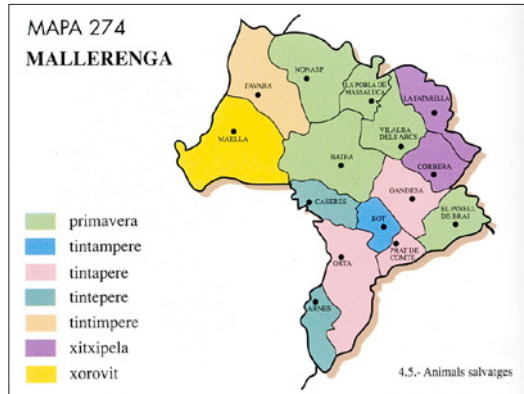 MAPA 274
MALLERENGA
FAVARA
NONASP
LA POBLA DE
MASSALUCA
LA FATARELLA
MAELLA
VILALBA
DELS ARCS
BATEA
CORBERA
GANDESA
CASERES
EL PINELL
DE BRAI
BOT
PRAT DE
COMTE
ORTA
ARNES
primavera
tintampere
tintapere
tintepere
tintimpere
xitxipela
xorovit
4.5.- Animals salvatges